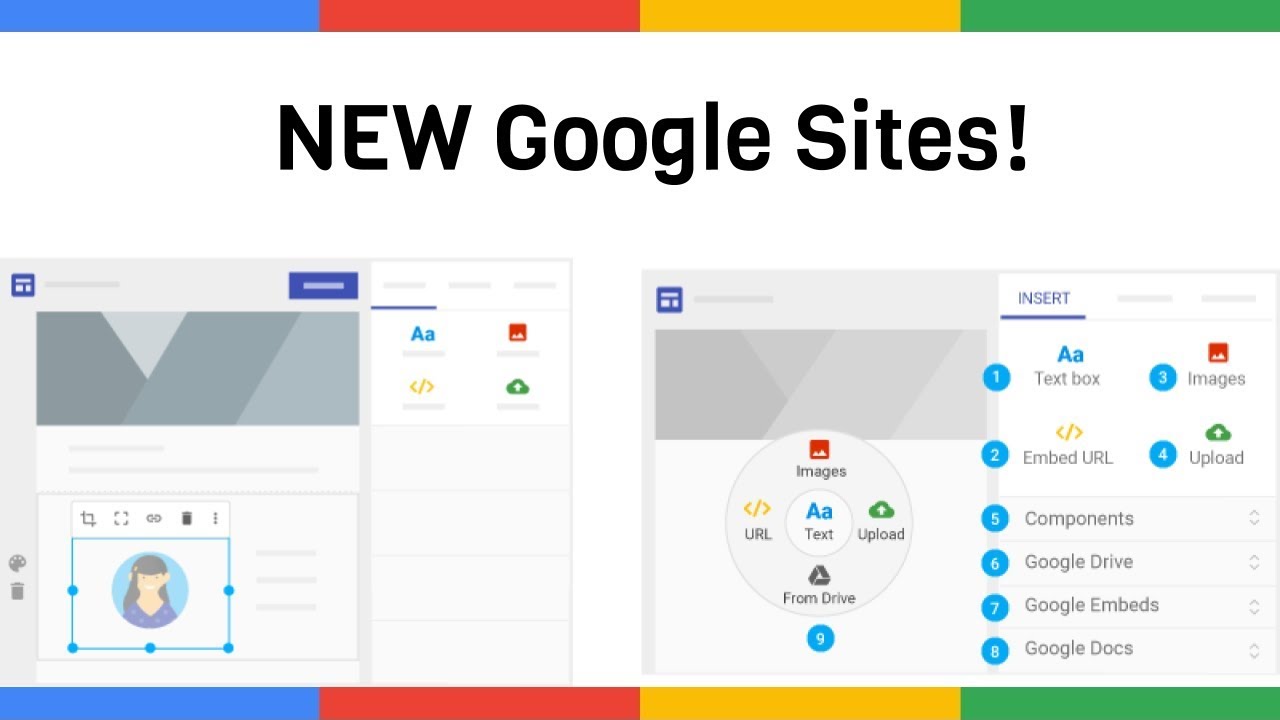 NEW Google Sites!
Aa
</>
INSERT
Aa
1 Text box
3 Images
</>
2 Embed URL
4 Upload
Images
</>
URL
Aa
Text
Upload
From Drive
9
5 Components
6 Google Drive
7 Google Embeds
8 Google Docs